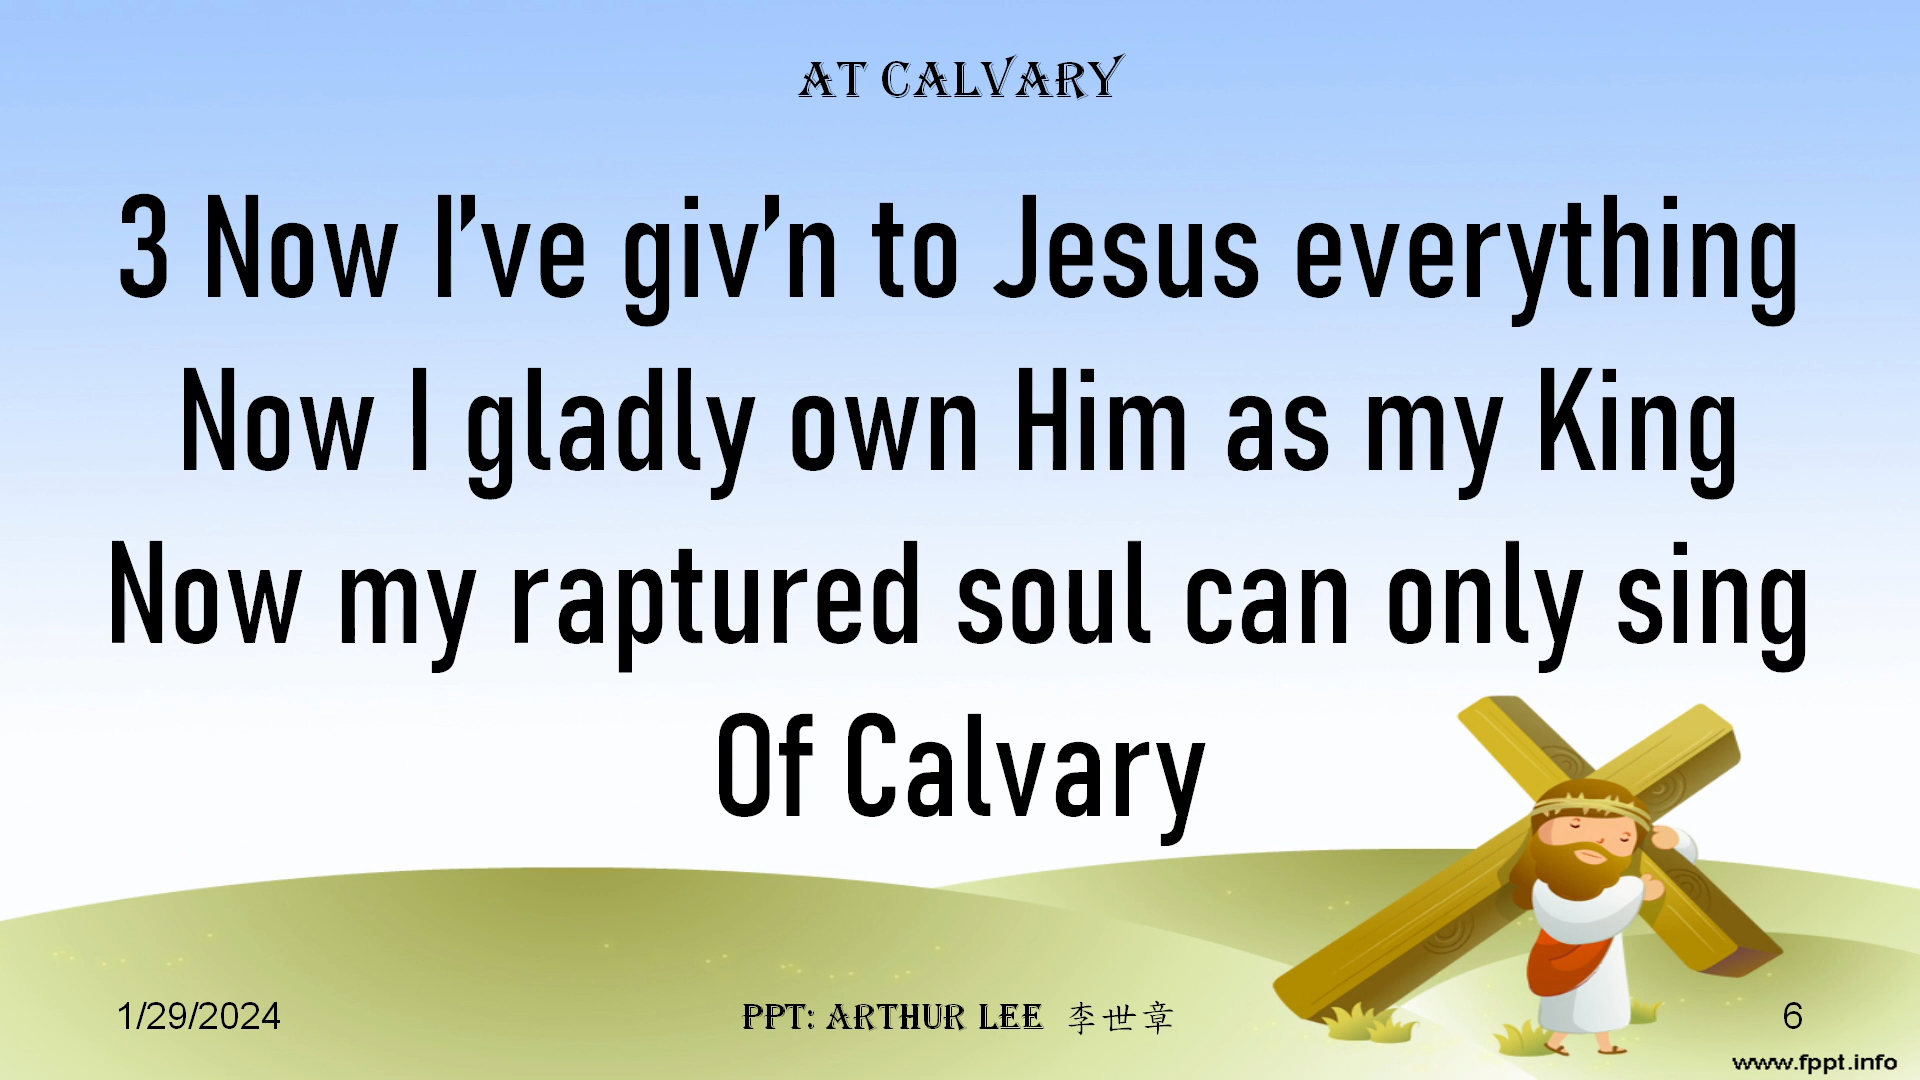 AT CALVARY
3 Now I’ve giv’n to Jesus everything
Now I gladly own Him as my King
Now my raptured soul can only sing
Of Calvary
1/29/2024
PPT: ARTHUR LEE 李世章
6
www.fppt.info